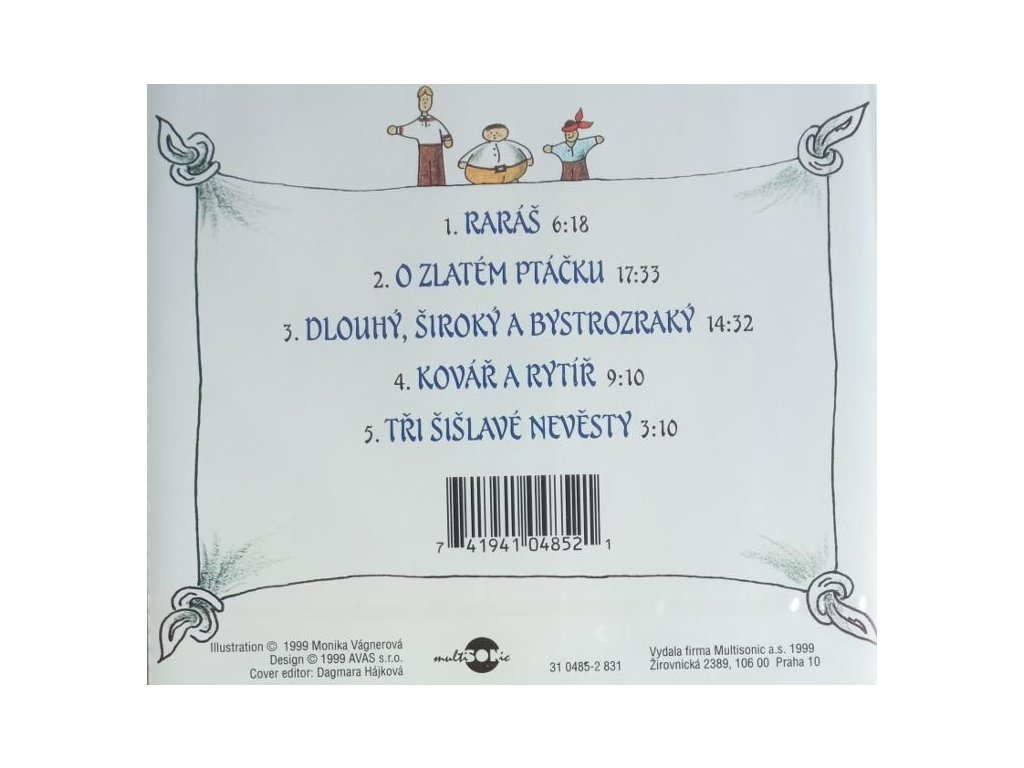 1. RARÁŠ 6:18
2. O ZLATÉM PTÁČKU 17:33
3. DLOUHÝ, ŠIROKÝ A BYSTROZRAKÝ 14:32
4. KOVÁŘ A RYTÍŘ 9:10
5. TŘI ŠIŠLAVÉ NEVĚSTY 3:10
7 41941 04852 1
Illustration © 1999 Monika Vágnerová
Design © 1999 AVAS s.r.o.
Cover editor: Dagmara Hájková
multiSONic
31 0485-2 831
Vydala firma Multisonic a.s. 1999
Žirovnická 2389, 106 00 Praha 10